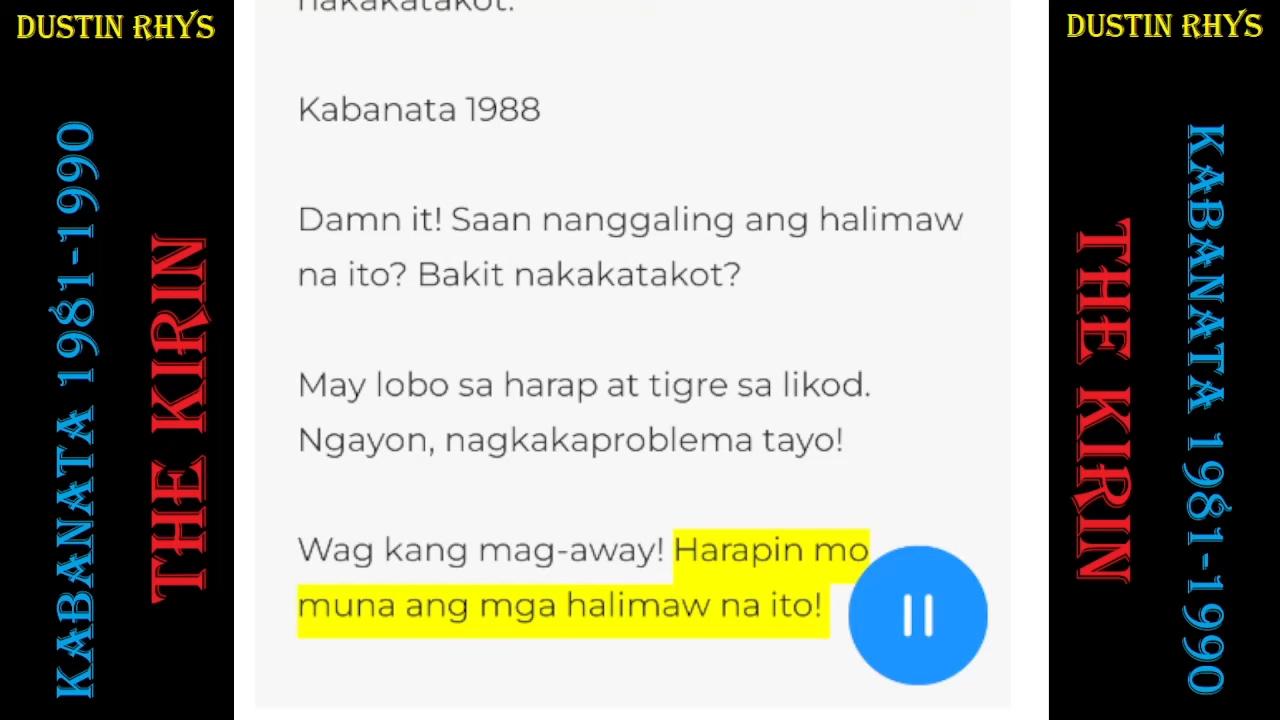 DUSTIN RHYS
KABANATA 1981-1990
THE KIRIN
nakakatakot.
Kabanata 1988
Damn it! Saan nanggaling ang halimaw
na ito? Bakit nakakatakot?
May lobo sa harap at tigre sa likod.
Ngayon, nagkakaproblema tayo!
Wag kang mag-away! Harapin mo
muna ang mga halimaw na ito!
DUSTIN RHYS
THE KIRIN
KABANATA 1981-1990